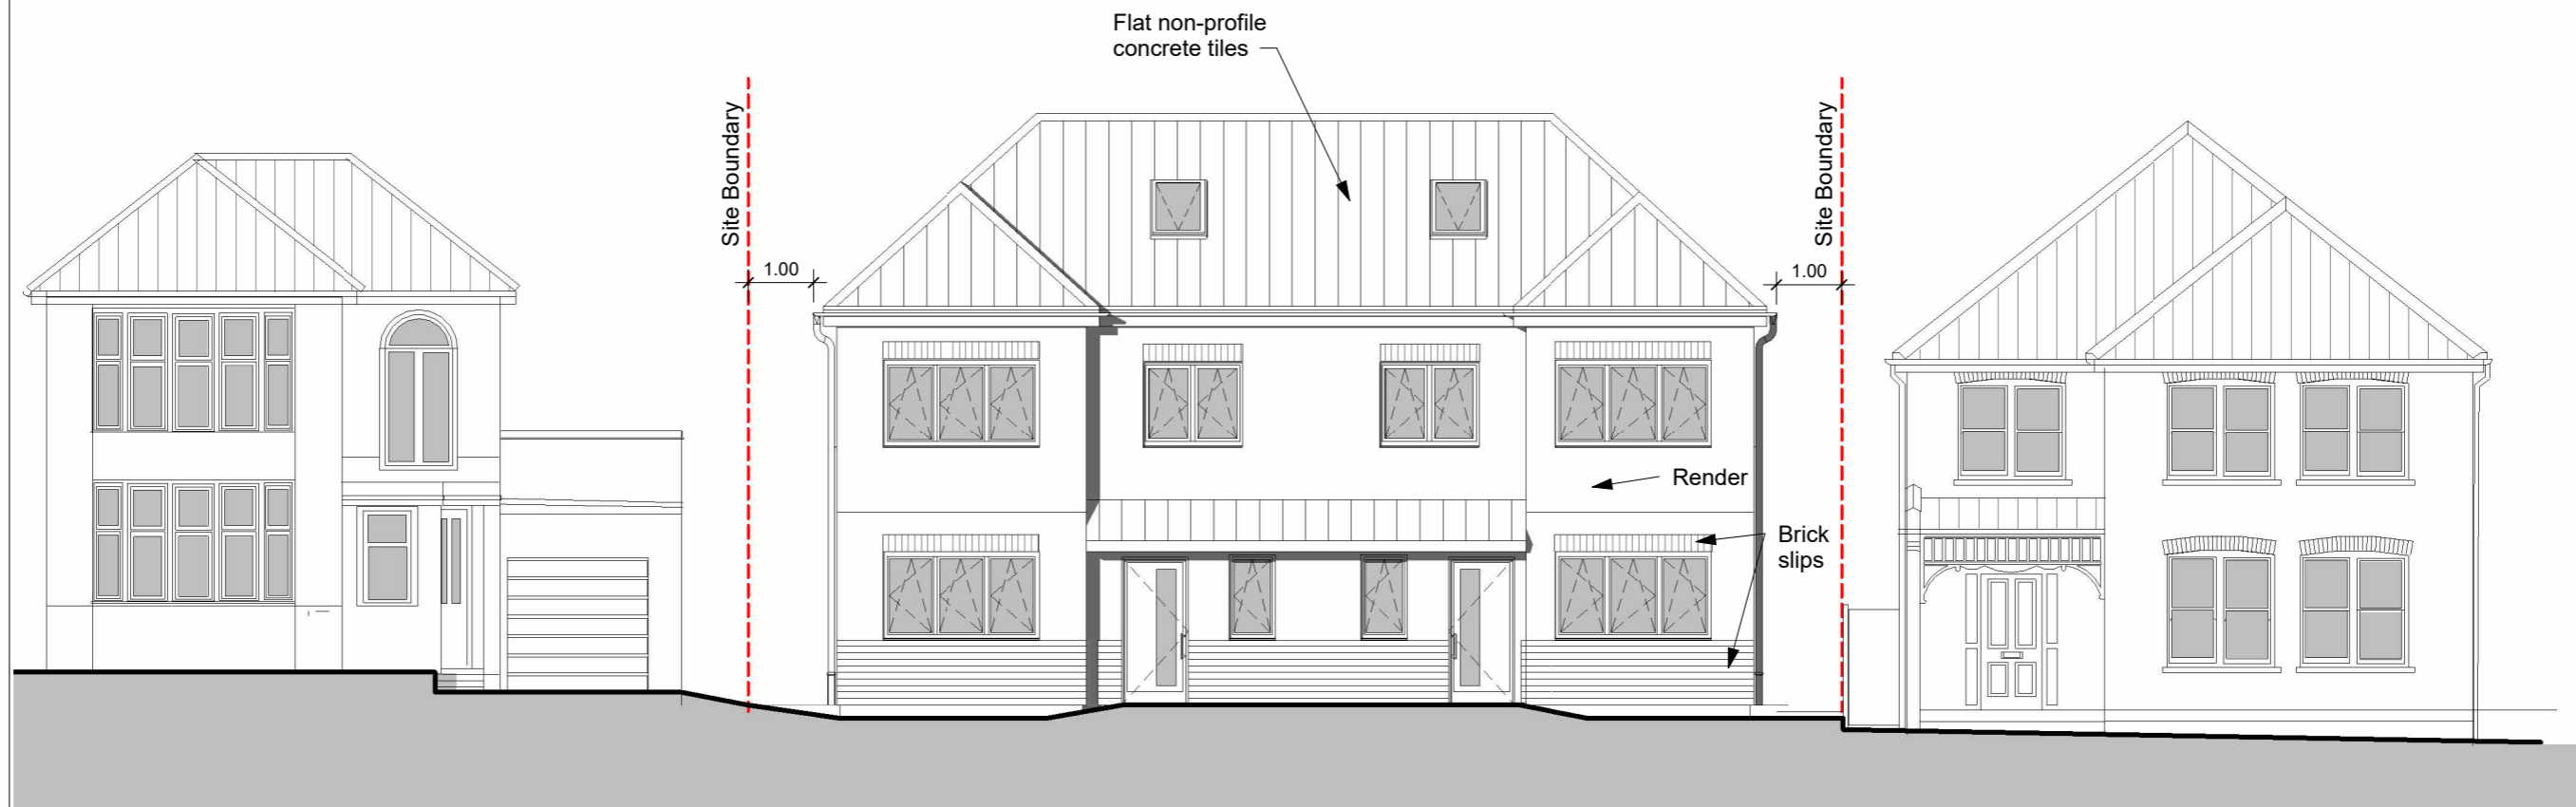 Flat non-profile
concrete tiles
Site Boundary
1.00
Site Boundary
1.00
Render
Brick
slips